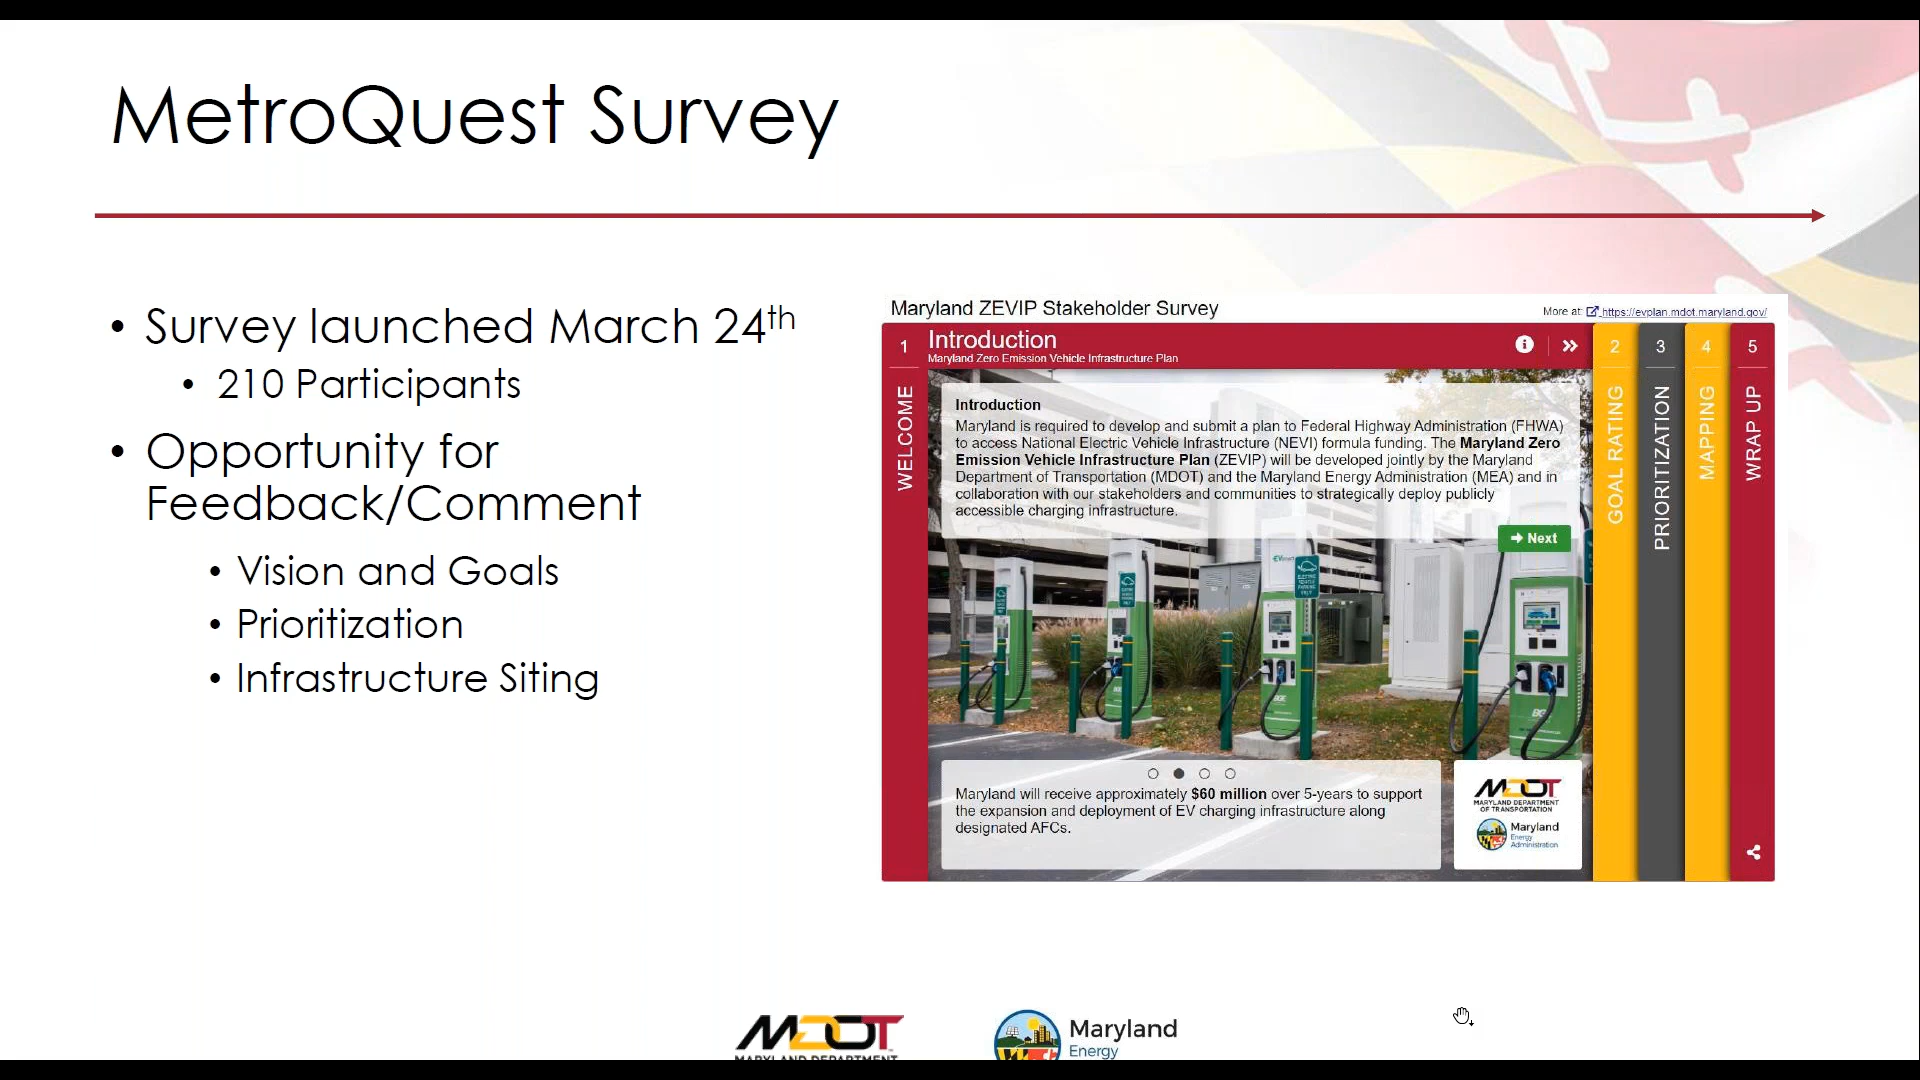 MetroQuest Survey
• Survey launched March 24th
• 210 Participants
• Opportunity for
Feedback/Comment
• Vision and Goals
• Prioritization
• Infrastructure Siting
Maryland ZEVIP Stakeholder Survey
More at: https://evplan.mdot.maryland.gov/
1
WELCOME
Introduction
Maryland Zero Emission Vehicle Infrastructure Plan
Introduction
Maryland is required to develop and submit a plan to Federal Highway Administration (FHWA)
to access National Electric Vehicle Infrastructure (NEVI) formula funding. The Maryland Zero
Emission Vehicle Infrastructure Plan (ZEVIP) will be developed jointly by the Maryland
Department of Transportation (MDOT) and the Maryland Energy Administration (MEA) and in
collaboration with our stakeholders and communities to strategically deploy publicly
accessible charging infrastructure.
Next
Maryland will receive approximately $60 million over 5-years to support
the expansion and deployment of EV charging infrastructure along
designated AFCs.
MDOT
MARYLAND DEPARTMENT
OF TRANSPORTATION
Maryland
Energy
Administration
2
GOAL RATING
3
PRIORITIZATION
4
MAPPING
5
WRAP UP
MDOT
MARYLAND DEPARTMENT
Maryland
Energy